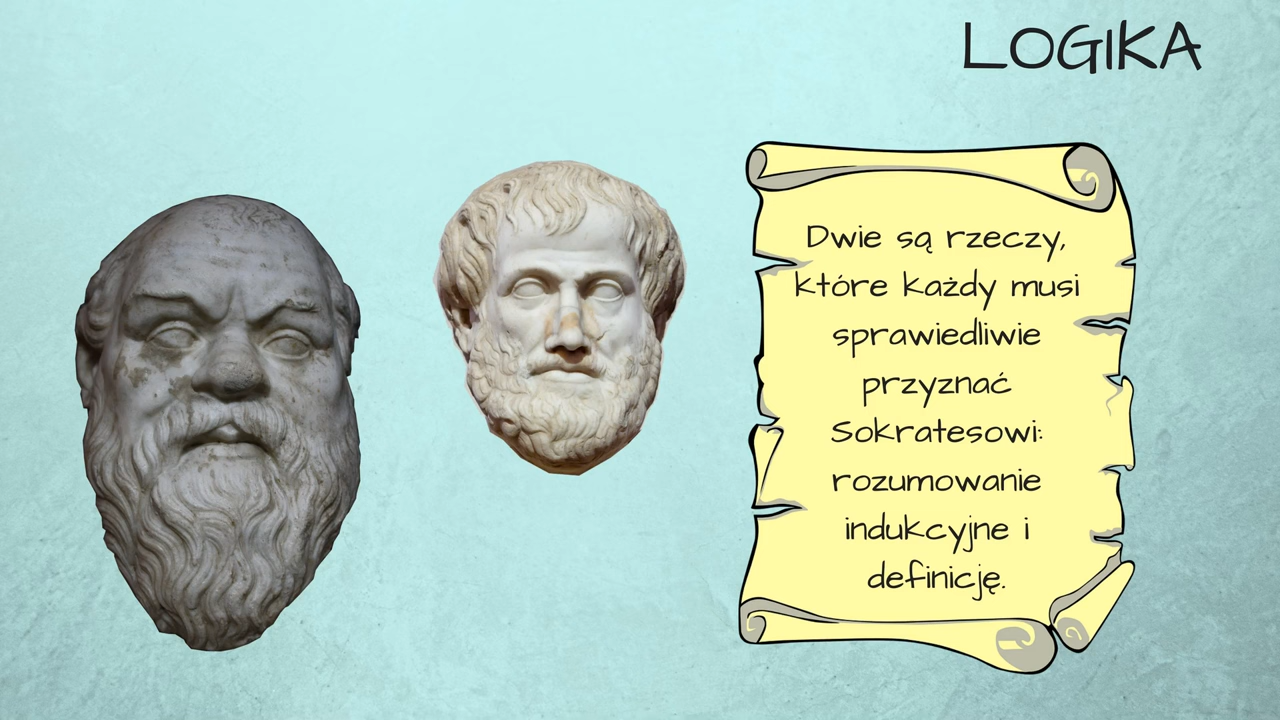 LOGIKA
Dwie są rzeczy,
które każdy musi
sprawiedliwie
przyznać
Sokratesowi:
rozumowanie
indukcyjne i
definicję.